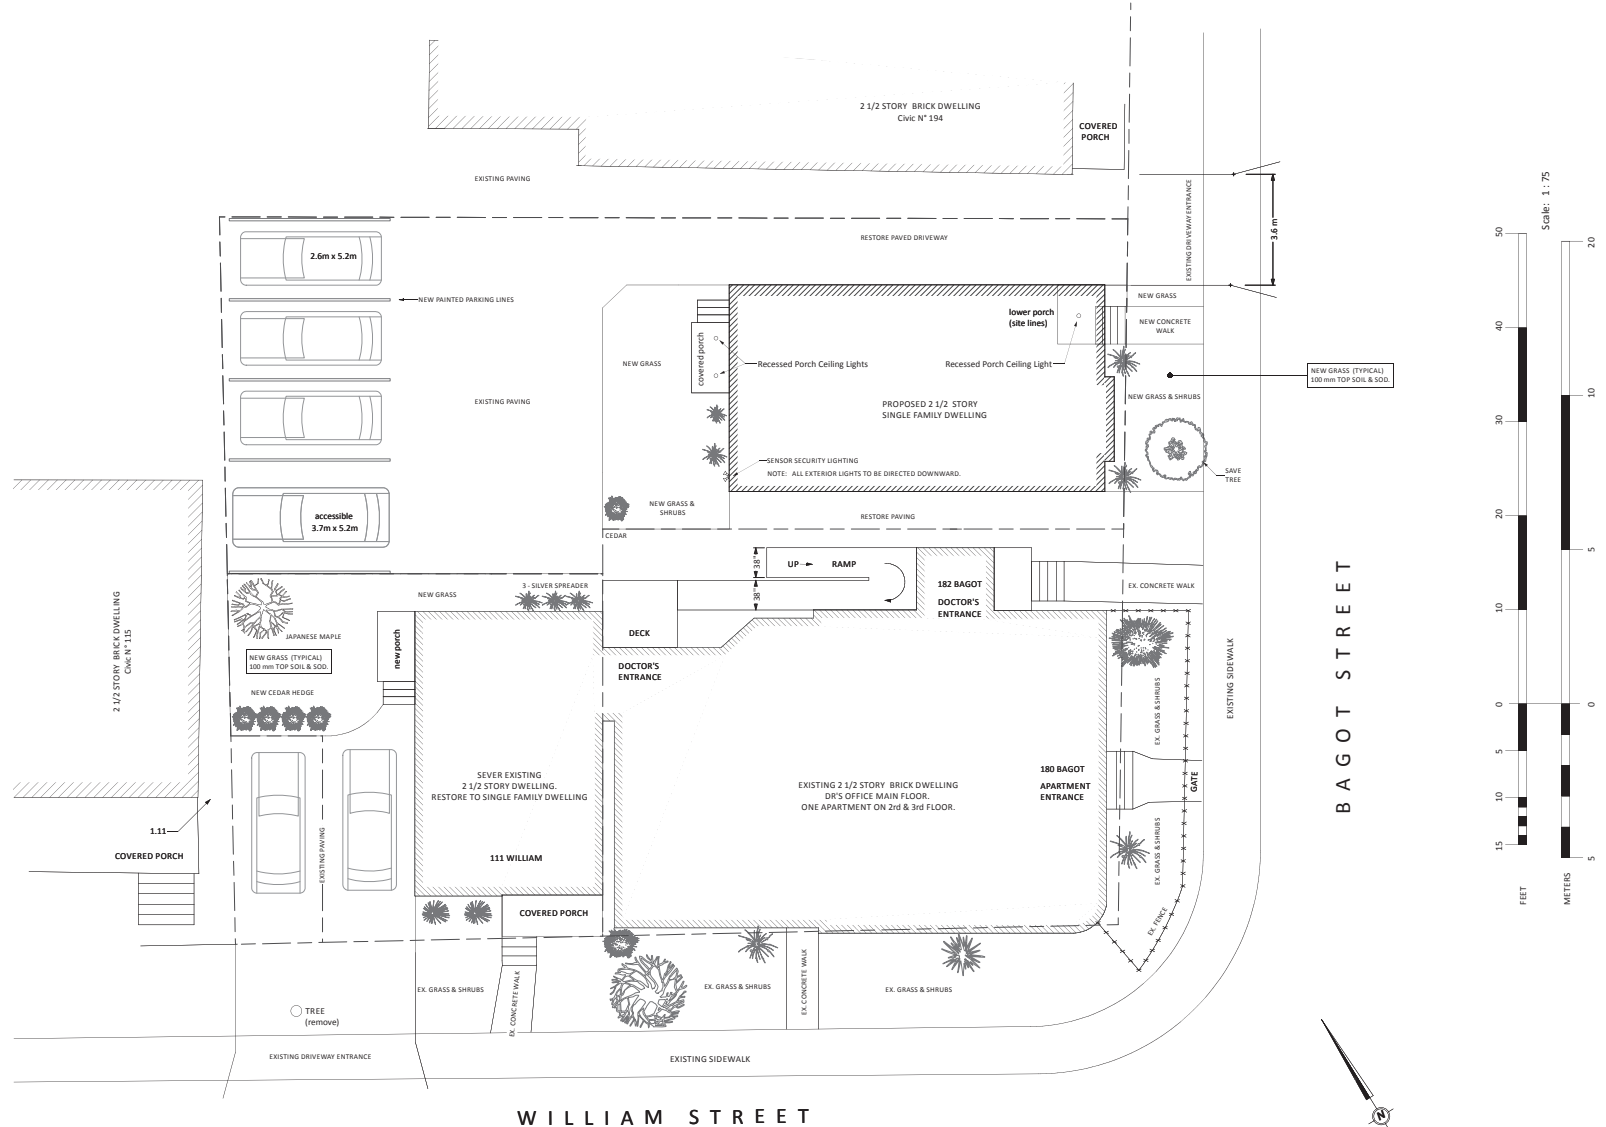 2 1/2 STORY  BRICK DWELLING
Civic N° 194
COVERED
PORCH
EXISTING PAVING
RESTORE PAVED DRIVEWAY
EXISTING DRIVEWAY ENTRANCE
3.6 m
Scale:  1 : 75
2.6m x 5.2m
NEW PAINTED PARKING LINES
NEW GRASS
NEW CONCRETE
WALK
lower porch
(site lines)
covered porch
Recessed Porch Ceiling Lights
Recessed Porch Ceiling Light
NEW GRASS
NEW GRASS  (TYPICAL)
100 mm TOP SOIL & SOD.
EXISTING PAVING
PROPOSED 2 1/2  STORY
SINGLE FAMILY DWELLING
NEW GRASS & SHRUBS
SENSOR SECURITY LIGHTING
NOTE:   ALL EXTERIOR LIGHTS TO BE DIRECTED DOWNWARD.
SAVE
TREE
accessible
3.7m x 5.2m
NEW GRASS &
SHRUBS
RESTORE PAVING
CEDAR
38"
38"
UP
RAMP
182 BAGOT
DOCTOR'S
ENTRANCE
EX. CONCRETE WALK
3 - SILVER SPREADER
NEW GRASS
2 1/2 STORY  BRICK DWELLING
Civic N° 115
JAPANESE MAPLE
new porch
DECK
NEW GRASS  (TYPICAL)
100 mm TOP SOIL & SOD.
DOCTOR'S
ENTRANCE
NEW CEDAR HEDGE
EX. GRASS & SHRUBS
EXISTING SIDEWALK
BAGOT STREET
SEVER EXISTING
2 1/2 STORY DWELLING.
RESTORE TO SINGLE FAMILY DWELLING
EXISTING 2 1/2 STORY  BRICK DWELLING
DR'S OFFICE MAIN FLOOR.
ONE APARTMENT ON 2rd & 3rd FLOOR.
180 BAGOT
APARTMENT
ENTRANCE
GATE
1.11
COVERED PORCH
EXISTING PAVING
111 WILLIAM
EX. GRASS & SHRUBS
COVERED PORCH
EX. FENCE
EX. GRASS & SHRUBS
EX. CONCRETE WALK
EX. GRASS & SHRUBS
EX. CONCRETE WALK
EX. GRASS & SHRUBS
TREE
(remove)
EXISTING DRIVEWAY ENTRANCE
EXISTING SIDEWALK
WILLIAM STREET
N
50
40
30
20
10
0
5
10
15
FEET
20
10
5
0
5
METERS